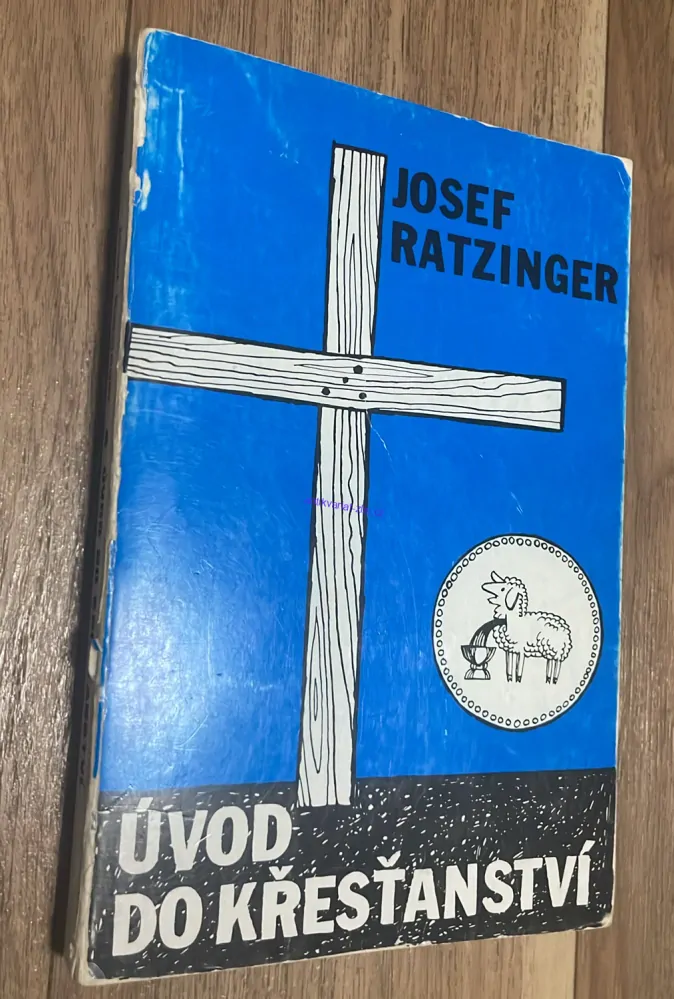 JOSEF
RATZINGER
ÚVOD
DO KŘESŤANSTVÍ